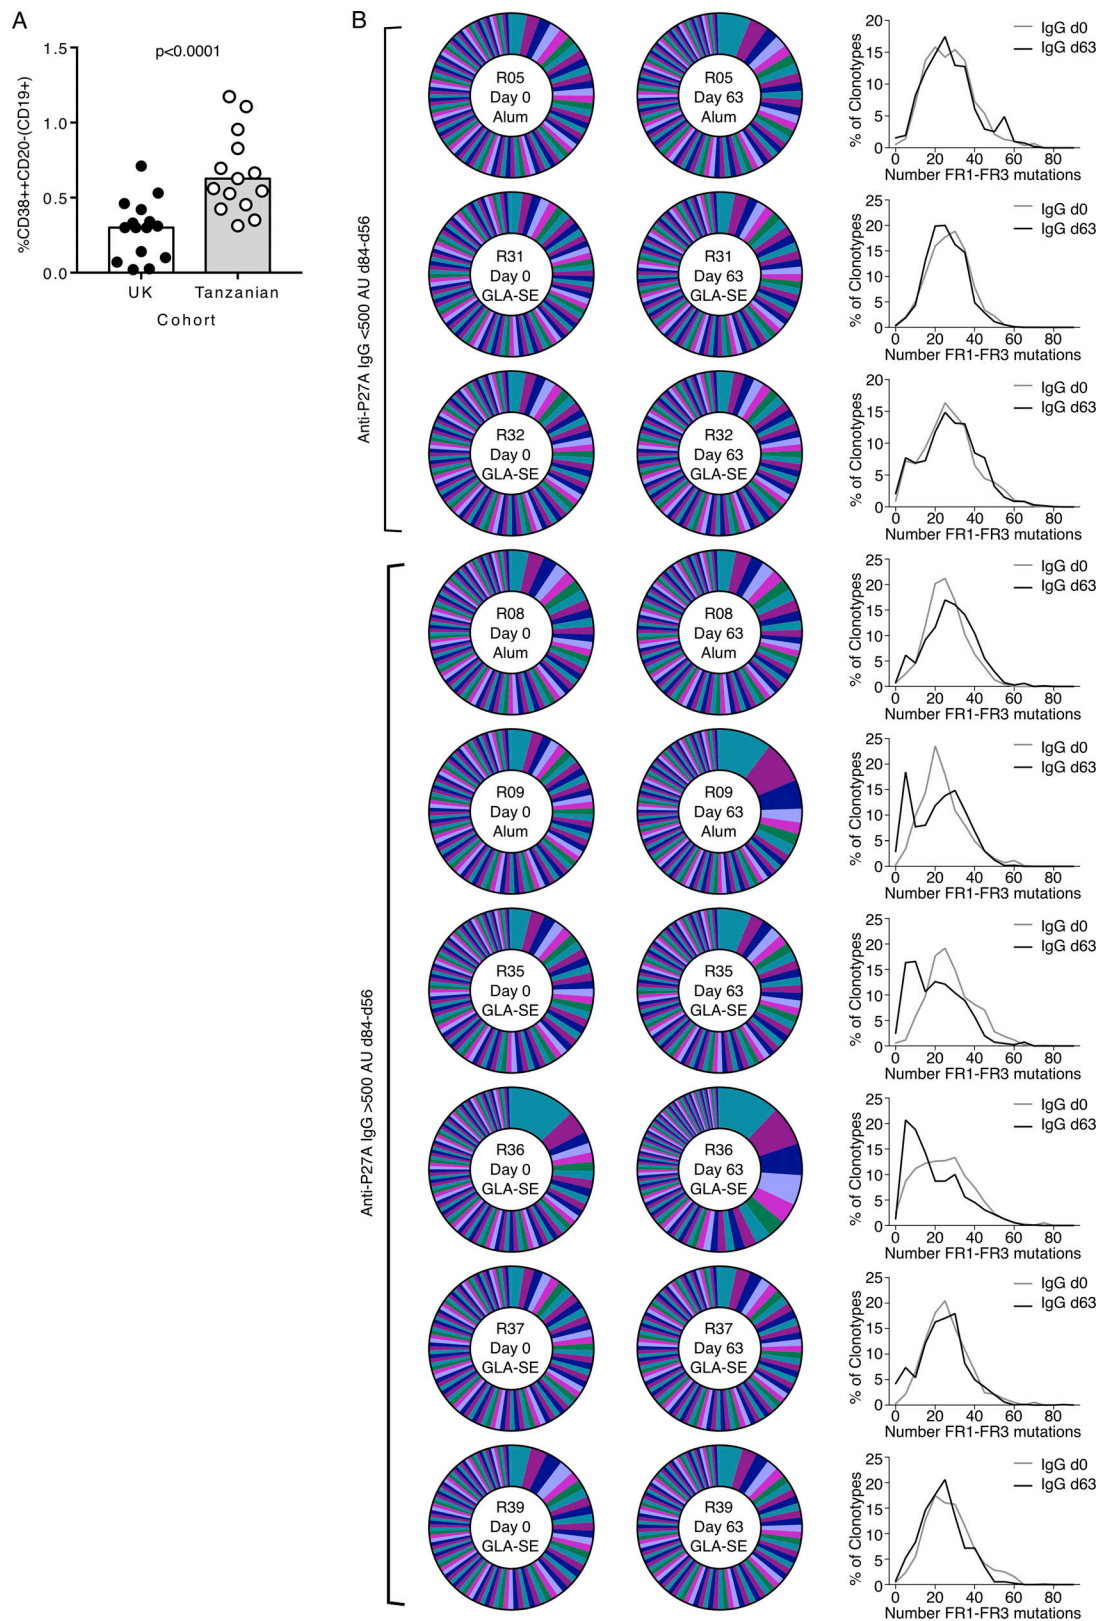 A
p<0.0001
%CD38++CD20-(CD19+)
1.5
1.0
0.5
0.0
UK
Tanzanian
Cohort
B
Anti-P27A IgG <500 AU d84-d56
R05
Day 0
Alum
R05
Day 63
Alum
% of Clonotypes
20
15
10
5
0
IgG d0
IgG d63
0 20 40 60 80
Number FR1-FR3 mutations
R31
Day 0
GLA-SE
R31
Day 63
GLA-SE
% of Clonotypes
25
20
15
10
5
0
IgG d0
IgG d63
0 20 40 60 80
Number FR1-FR3 mutations
R32
Day 0
GLA-SE
R32
Day 63
GLA-SE
% of Clonotypes
20
15
10
5
0
IgG d0
IgG d63
0 20 40 60 80
Number FR1-FR3 mutations
Anti-P27A IgG >500 AU d84-d56
R08
Day 0
Alum
R08
Day 63
Alum
% of Clonotypes
25
20
15
10
5
0
IgG d0
IgG d63
0 20 40 60 80
Number FR1-FR3 mutations
R09
Day 0
Alum
R09
Day 63
Alum
% of Clonotypes
25
20
15
10
5
0
IgG d0
IgG d63
0 20 40 60 80
Number FR1-FR3 mutations
R35
Day 0
GLA-SE
R35
Day 63
GLA-SE
% of Clonotypes
25
20
15
10
5
0
IgG d0
IgG d63
0 20 40 60 80
Number FR1-FR3 mutations
R36
Day 0
GLA-SE
R36
Day 63
GLA-SE
% of Clonotypes
25
20
15
10
5
0
IgG d0
IgG d63
0 20 40 60 80
Number FR1-FR3 mutations
R37
Day 0
GLA-SE
R37
Day 63
GLA-SE
% of Clonotypes
25
20
15
10
5
0
IgG d0
IgG d63
0 20 40 60 80
Number FR1-FR3 mutations
R39
Day 0
GLA-SE
R39
Day 63
GLA-SE
% of Clonotypes
25
20
15
10
5
0
IgG d0
IgG d63
0 20 40 60 80
Number FR1-FR3 mutations